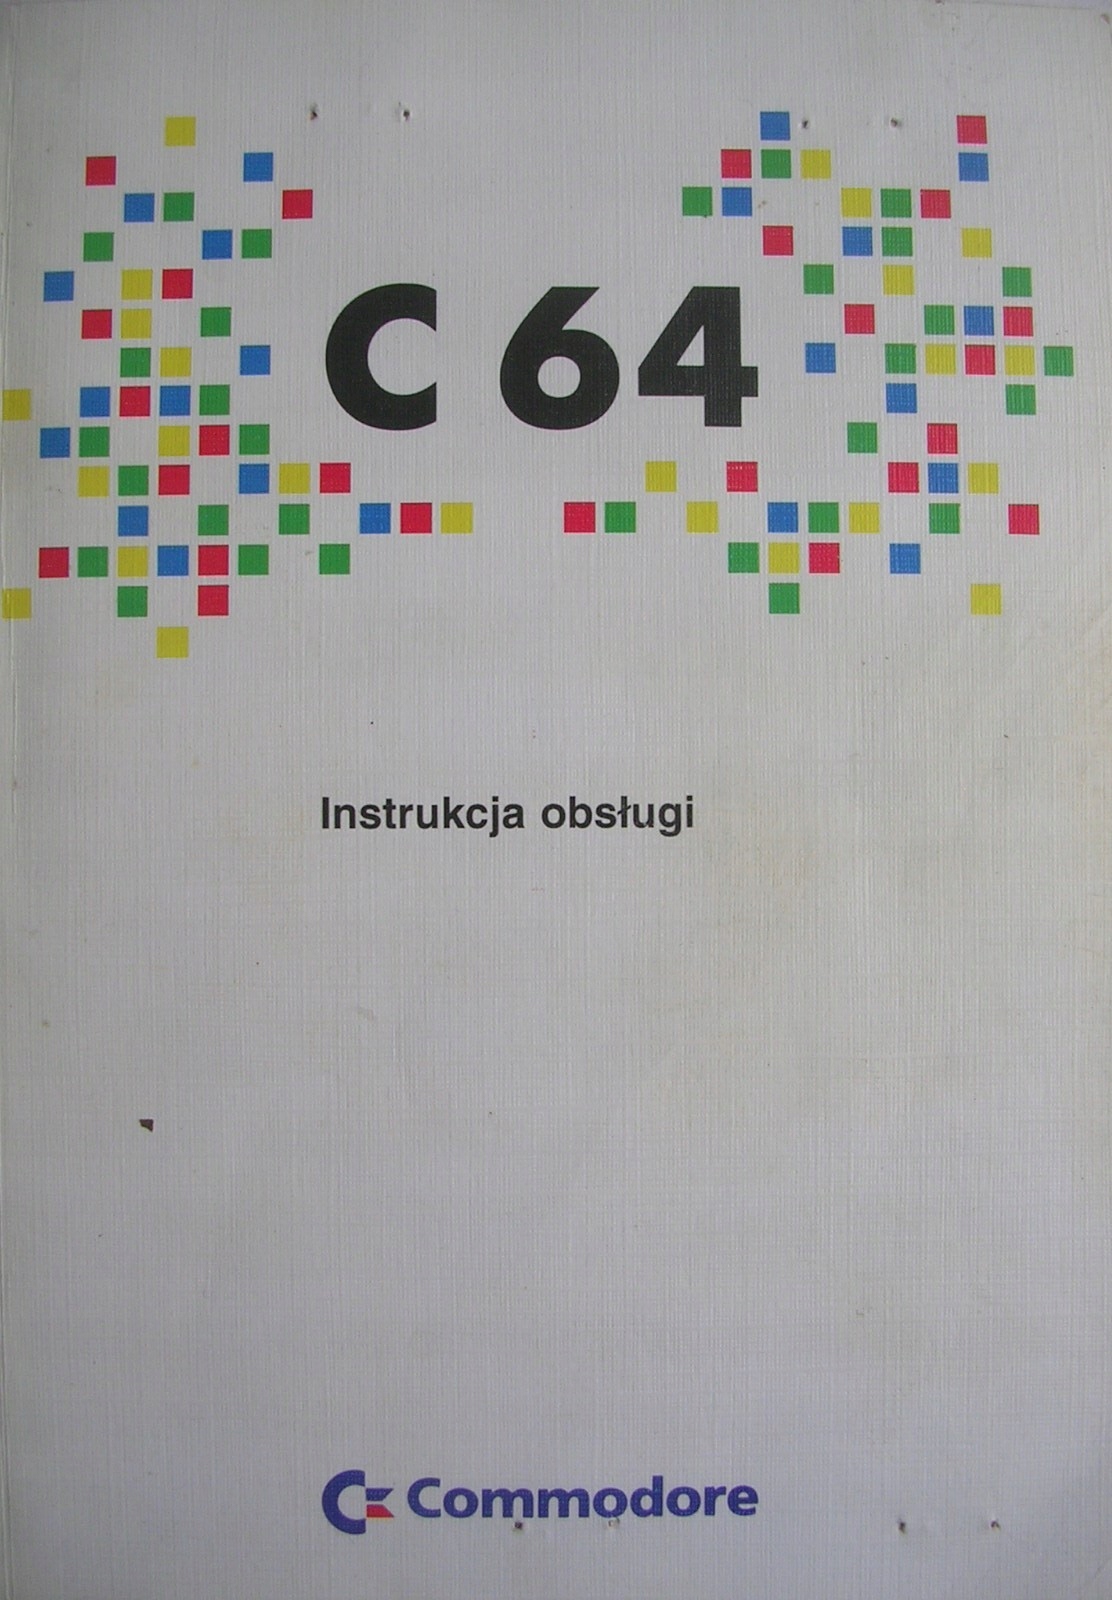 C 64
Instrukcja obsługi
Commodore